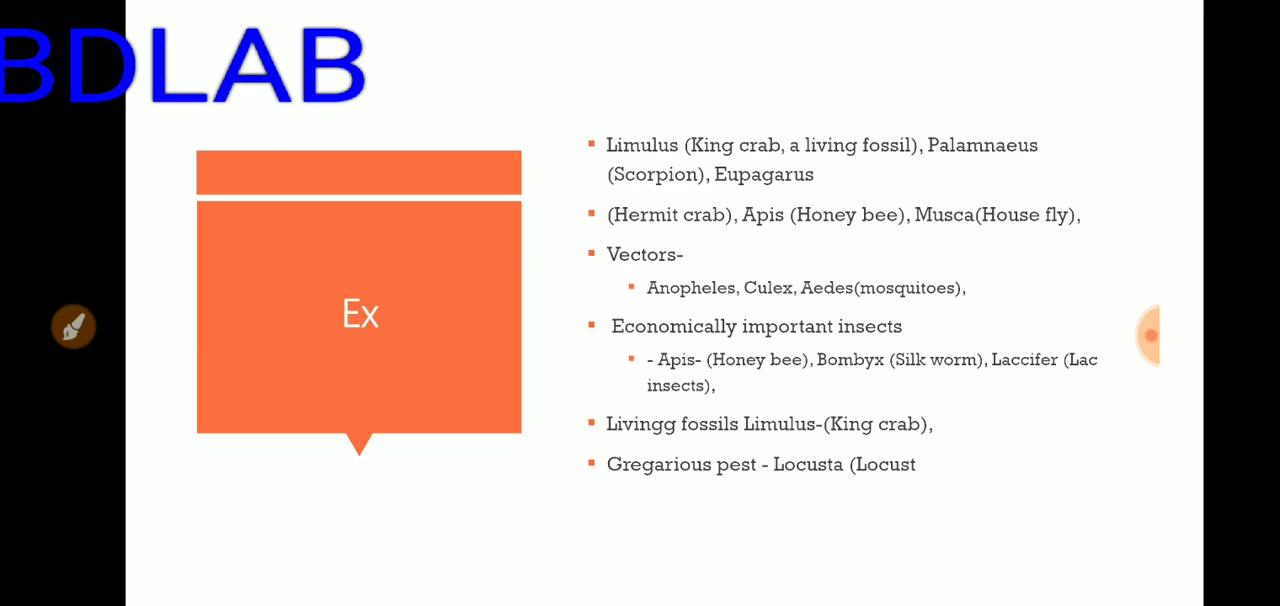 BDLAB
Ex
Limulus (King crab, a living fossil), Palamnaeus
(Scorpion), Eupagarus
(Hermit crab), Apis (Honey bee), Musca(House fly),
Vectors-
Anopheles, Culex, Aedes(mosquitoes),
Economically important insects
- Apis- (Honey bee), Bombyx (Silk worm), Laccifer (Lac
insects),
Livingg fossils Limulus-(King crab),
Gregarious pest - Locusta (Locust